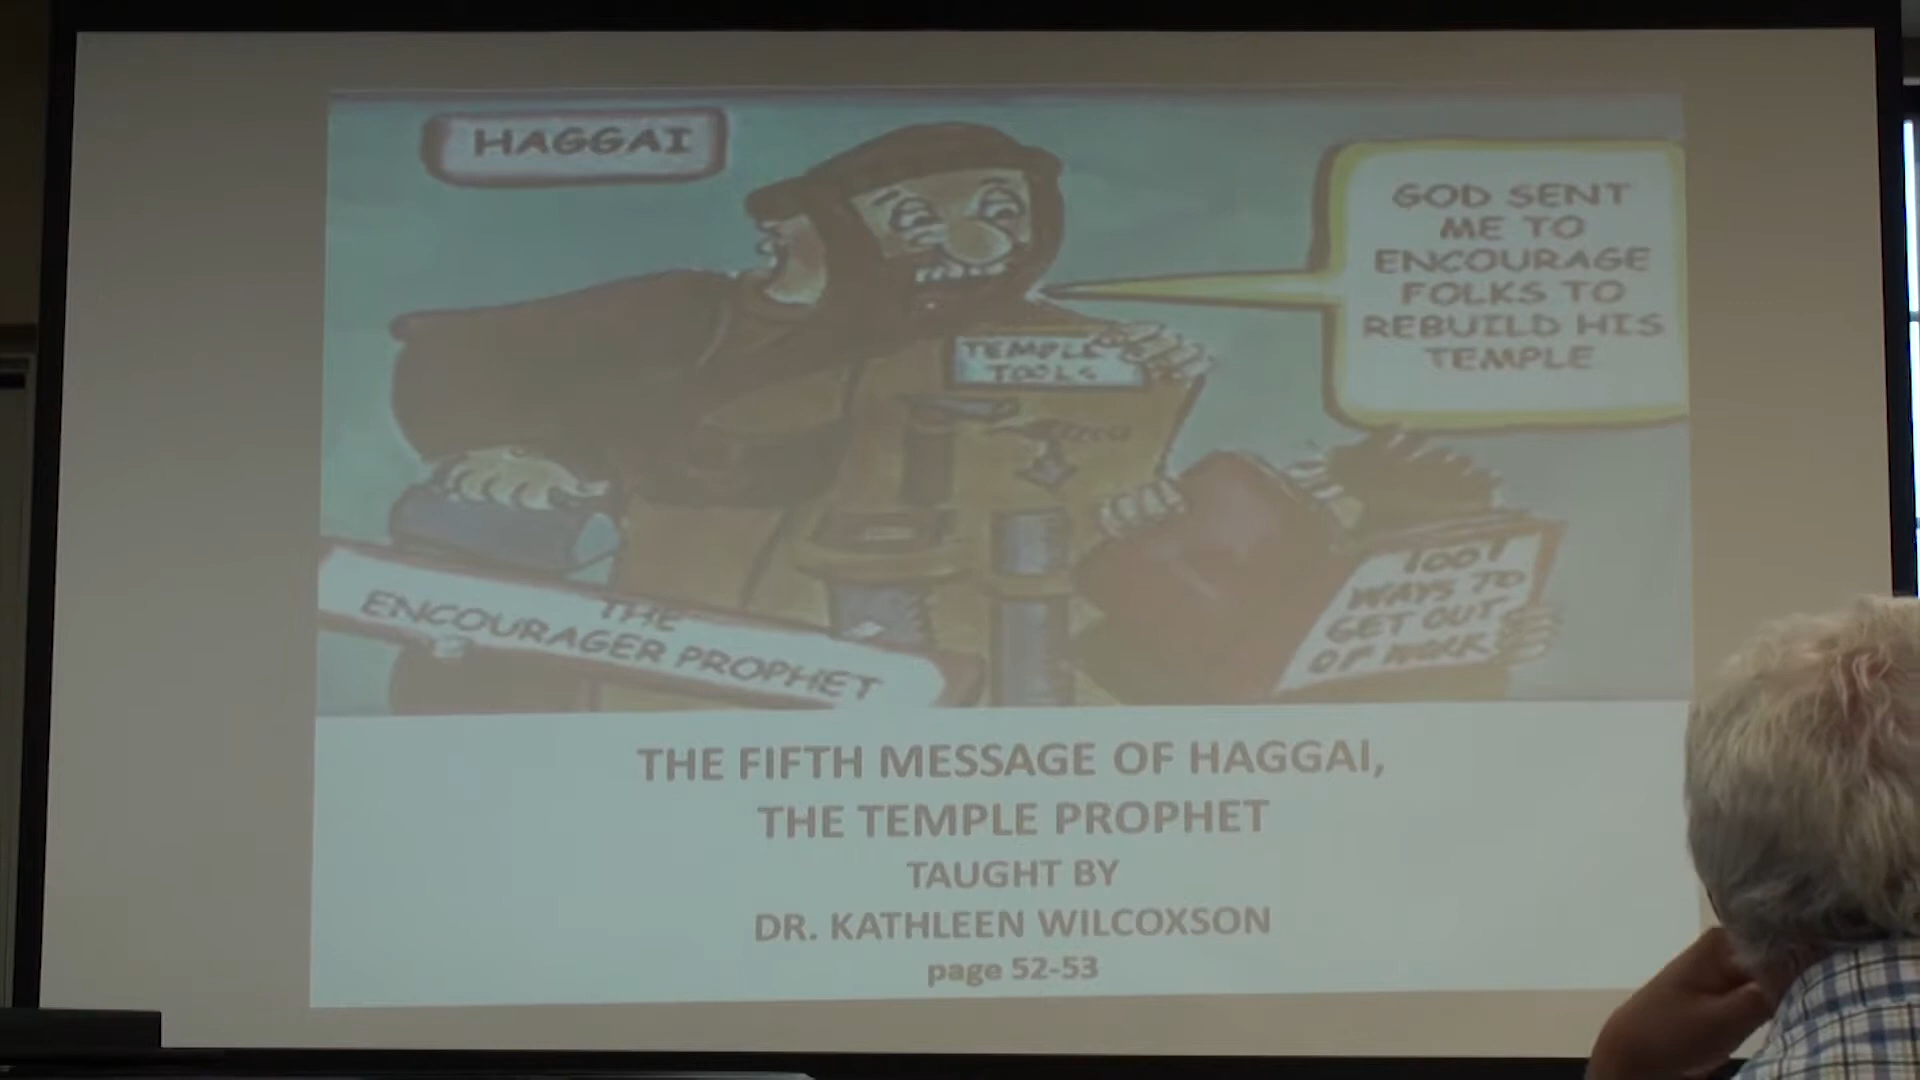 HAGGAI
GOD SENT
ME TO
ENCOURAGE
FOLKS TO
REBUILD HIS
TEMPLE
TEMPLE
TOOLS
1001
WAYS TO
GET OUT
OF WORK
THE
ENCOURAGER PROPHET
THE FIFTH MESSAGE OF HAGGAI,
THE TEMPLE PROPHET
TAUGHT BY
DR. KATHLEEN WILCOXSON
page 52-53